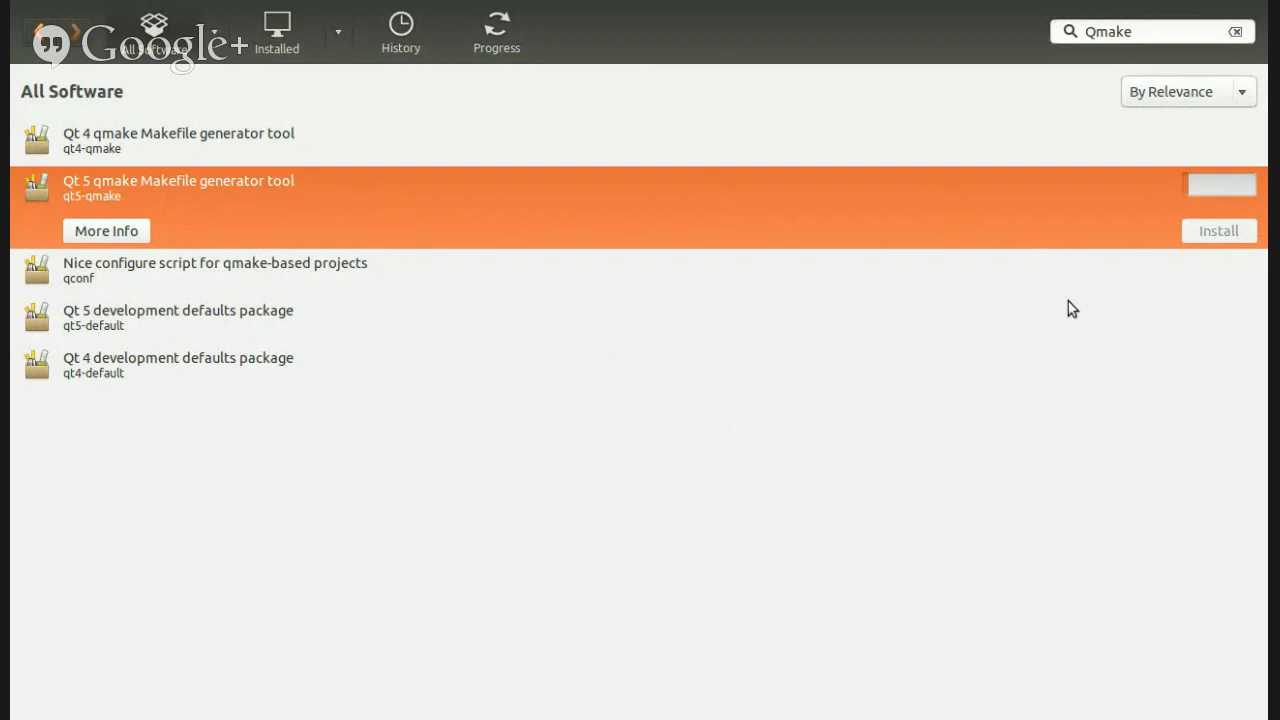 Google+
All Software
Installed
History
Progress
Qmake
All Software
By Relevance
Qt 4 qmake Makefile generator tool
qt4-qmake
Qt 5 qmake Makefile generator tool
qt5-qmake
More Info
Install
Nice configure script for qmake-based projects
qconf
Qt 5 development defaults package
qt5-default
Qt 4 development defaults package
qt4-default